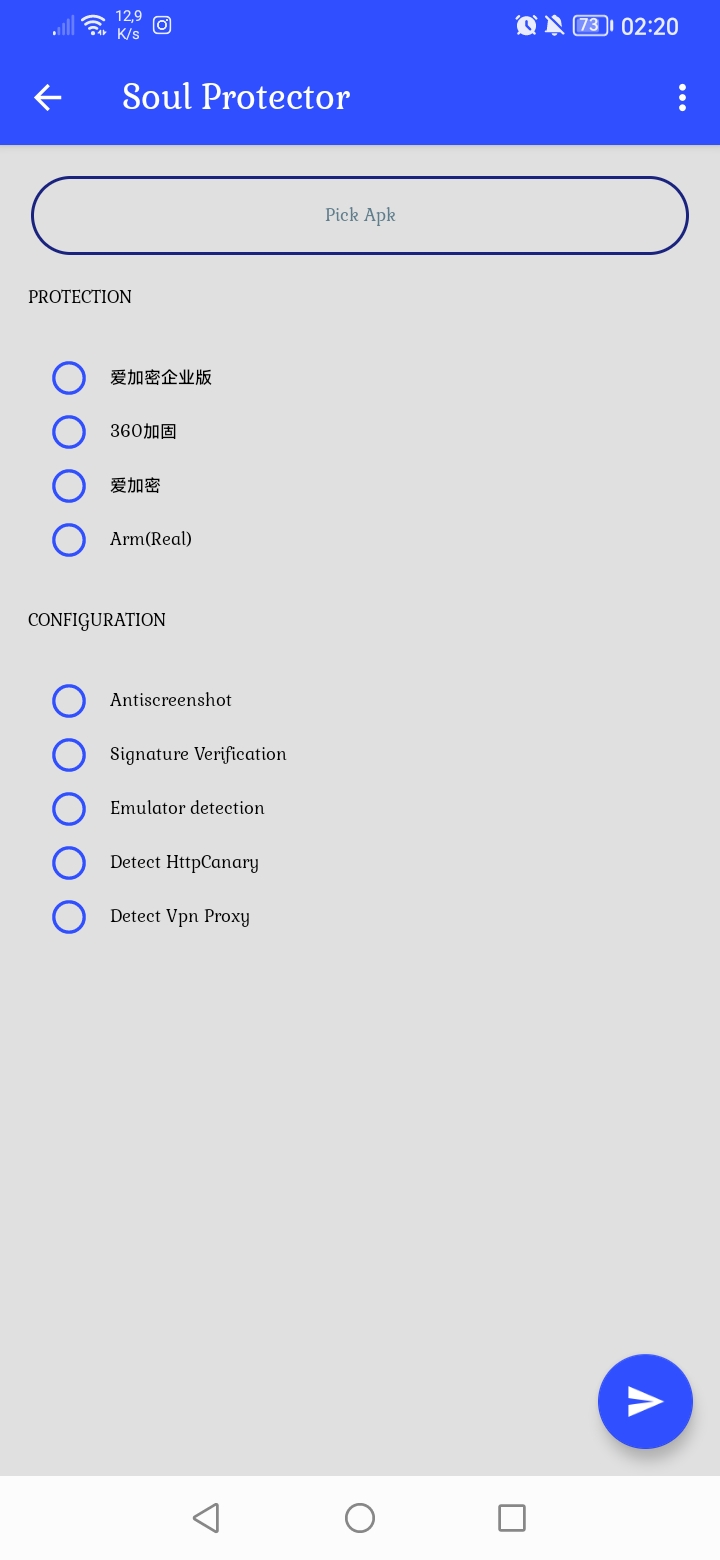 12,9
K/s
73 02:20
Soul Protector
Pick Apk
PROTECTION
爱加密企业版
360加固
爱加密
Arm(Real)
CONFIGURATION
Antiscreenshot
Signature Verification
Emulator detection
Detect HttpCanary
Detect Vpn Proxy